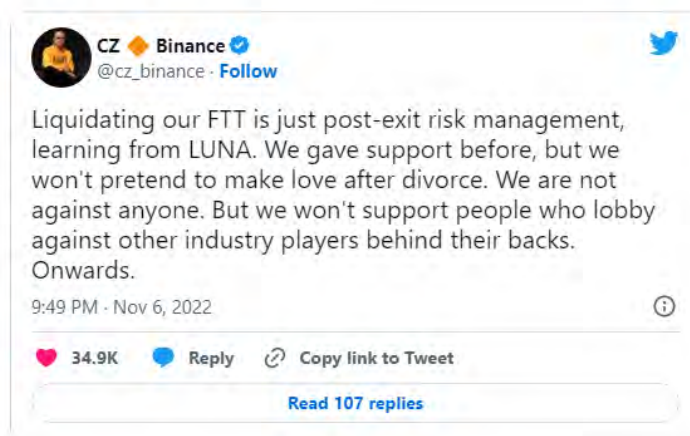 CZ 🔶 Binance
@cz_binance · Follow
Liquidating our FTT is just post-exit risk management,
learning from LUNA. We gave support before, but we
won't pretend to make love after divorce. We are not
against anyone. But we won't support people who lobby
against other industry players behind their backs.
Onwards.
9:49 PM · Nov 6, 2022
34.9K Reply Copy link to Tweet
Read 107 replies